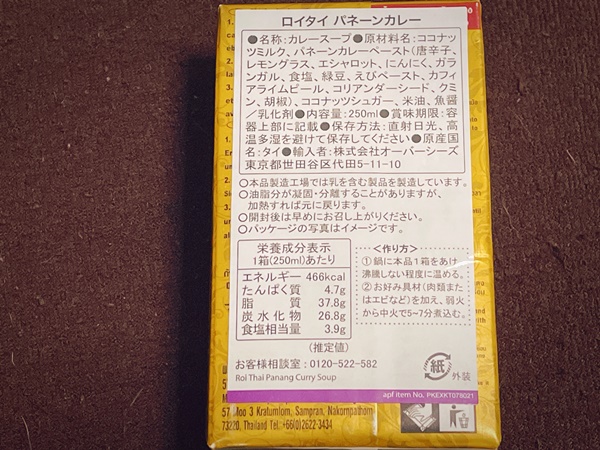 ロイタイ パネーンカレー
●名称:カレースープ●原材料名:ココナ
ッツミルク、パネーンカレーペースト(唐辛子、
レモングラス、エシャロット、にんにく、ガラ
ンガル、食塩、緑豆、えびペースト、カフィ
アライムピール、コリアンダーシード、クミ
ン、胡椒)、ココナッツシュガー、米油、魚醤
/乳化剤●内容量:250ml●賞味期限:容
器上部に記載●保存方法:直射日光、高
温多湿を避けて保存してください●原産国
名:タイ●輸入者:株式会社オーバーシーズ
東京都世田谷区代田5-11-10
○本品製造工場では乳を含む製品を製造しています。
○油脂分が凝固・分離することがありますが、
加熱すれば元に戻ります。
○開封後は早めにお召し上がりください。
○パッケージの写真はイメージです。
栄養成分表示
1箱(250ml)あたり
エネルギー 466kcal
たんぱく質 4.7g
脂質 37.8g
炭水化物 26.8g
食塩相当量 3.9g
(推定値)
<作り方>
①鍋に本品1箱をあけ
沸騰しない程度に温める。
②お好み具材(肉類また
はエビなど)を加え、弱火
から中火で5~7分煮込む。
お客様相談室:0120-522-582
Roi Thai Panang Curry Soup
紙
外装
apf item No. PKEXKT078021
57 Moo 3 Kratumlom, Sampran, Nakornpathom
73220, Thailand Tel: +66(0)2622-3434